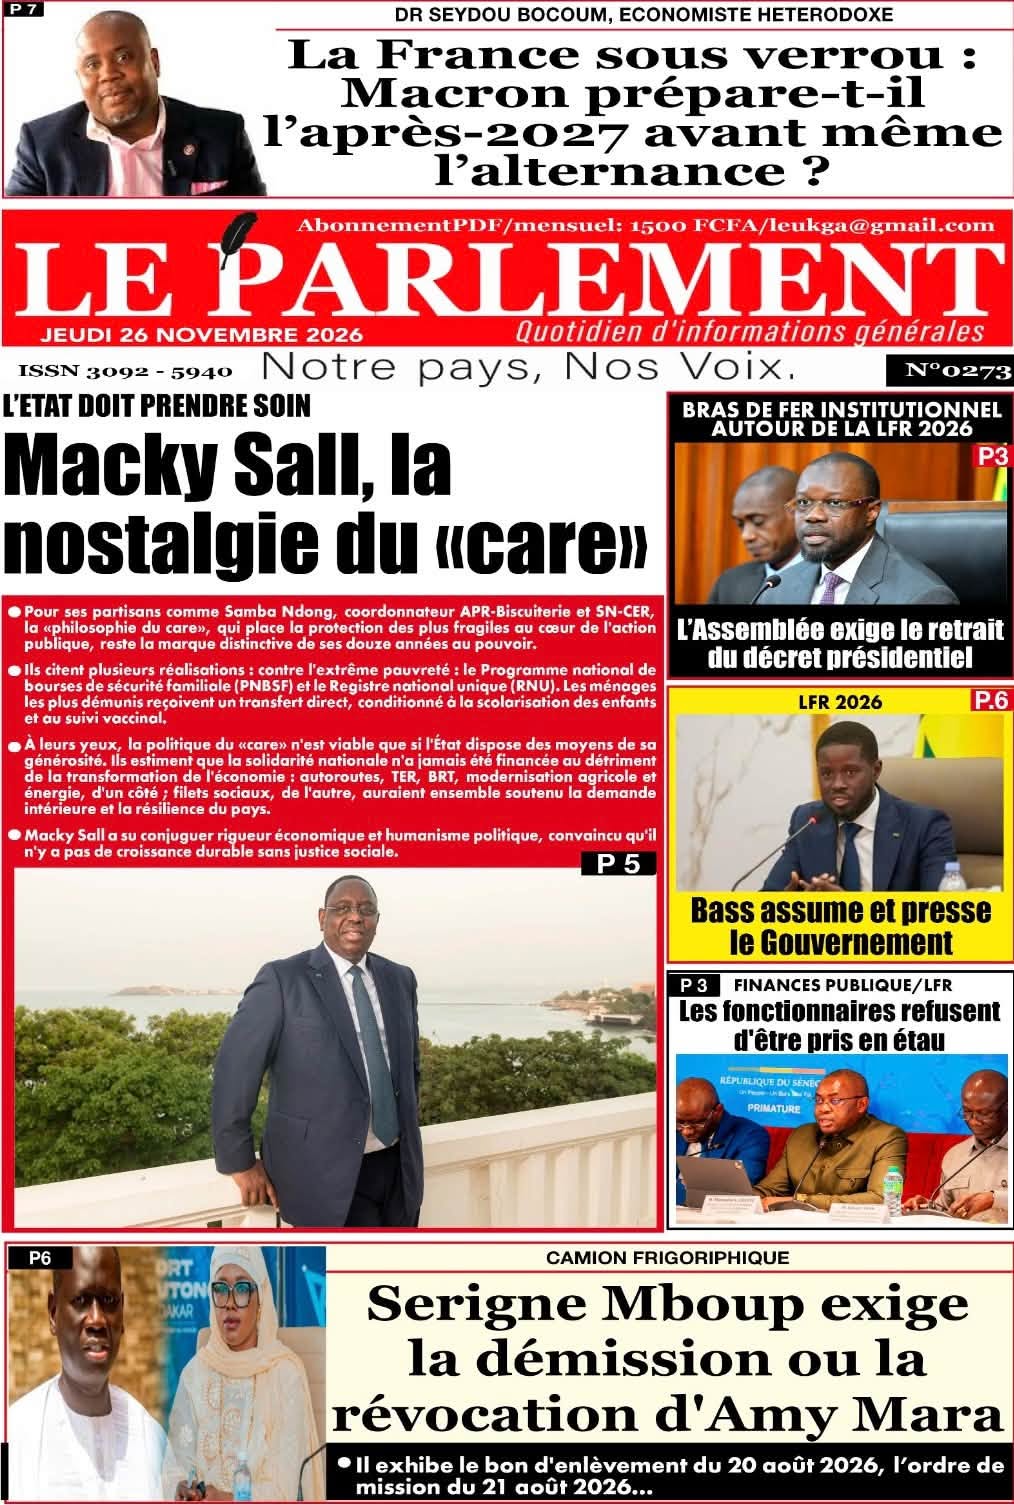 P 7
DR SEYDOU BOCOUM, ECONOMISTE HETERODOXE
La France sous verrou :
Macron prépare-t-il
l'après-2027 avant même
l'alternance ?
AbonnementPDF/mensuel: 1500 FCFA/leukga@gmail.com
LE PARLEMENT
JEUDI 26 NOVEMBRE 2026
Quotidien d'informations générales
ISSN 3092 - 5940
Notre pays, Nos Voix.
N°0273
L'ETAT DOIT PRENDRE SOIN
Macky Sall, la
nostalgie du «care»
● Pour ses partisans comme Samba Ndong, coordonnateur APR-Biscuiterie et SN-CER,
la «philosophie du care», qui place la protection des plus fragiles au cœur de l'action
publique, reste la marque distinctive de ses douze années au pouvoir.
● Ils citent plusieurs réalisations : contre l'extrême pauvreté : le Programme national de
bourses de sécurité familiale (PNBSF) et le Registre national unique (RNU). Les ménages
les plus démunis reçoivent un transfert direct, conditionné à la scolarisation des enfants
et au suivi vaccinal.
● À leurs yeux, la politique du «care» n'est viable que si l'État dispose des moyens de sa
générosité. Ils estiment que la solidarité nationale n'a jamais été financée au détriment
de la transformation de l'économie : autoroutes, TER, BRT, modernisation agricole et
énergie, d'un côté ; filets sociaux, de l'autre, auraient ensemble soutenu la demande
intérieure et la résilience du pays.
● Macky Sall a su conjuguer rigueur économique et humanisme politique, convaincu qu'il
n'y a pas de croissance durable sans justice sociale.
P 5
BRAS DE FER INSTITUTIONNEL
AUTOUR DE LA LFR 2026
P3
L'Assemblée exige le retrait
du décret présidentiel
LFR 2026
P.6
Bass assume et presse
le Gouvernement
P 3
FINANCES PUBLIQUE/LFR
Les fonctionnaires refusent
d'être pris en étau
RÉPUBLIQUE DU SÉNÉG
Un Peuple - Un But - Une Foi
PRIMATURE
P6
ORT
UTONO
DAKAR
CAMION FRIGORIPHIQUE
Serigne Mboup exige
la démission ou la
révocation d'Amy Mara
● Il exhibe le bon d'enlèvement du 20 août 2026, l'ordre de
mission du 21 août 2026...